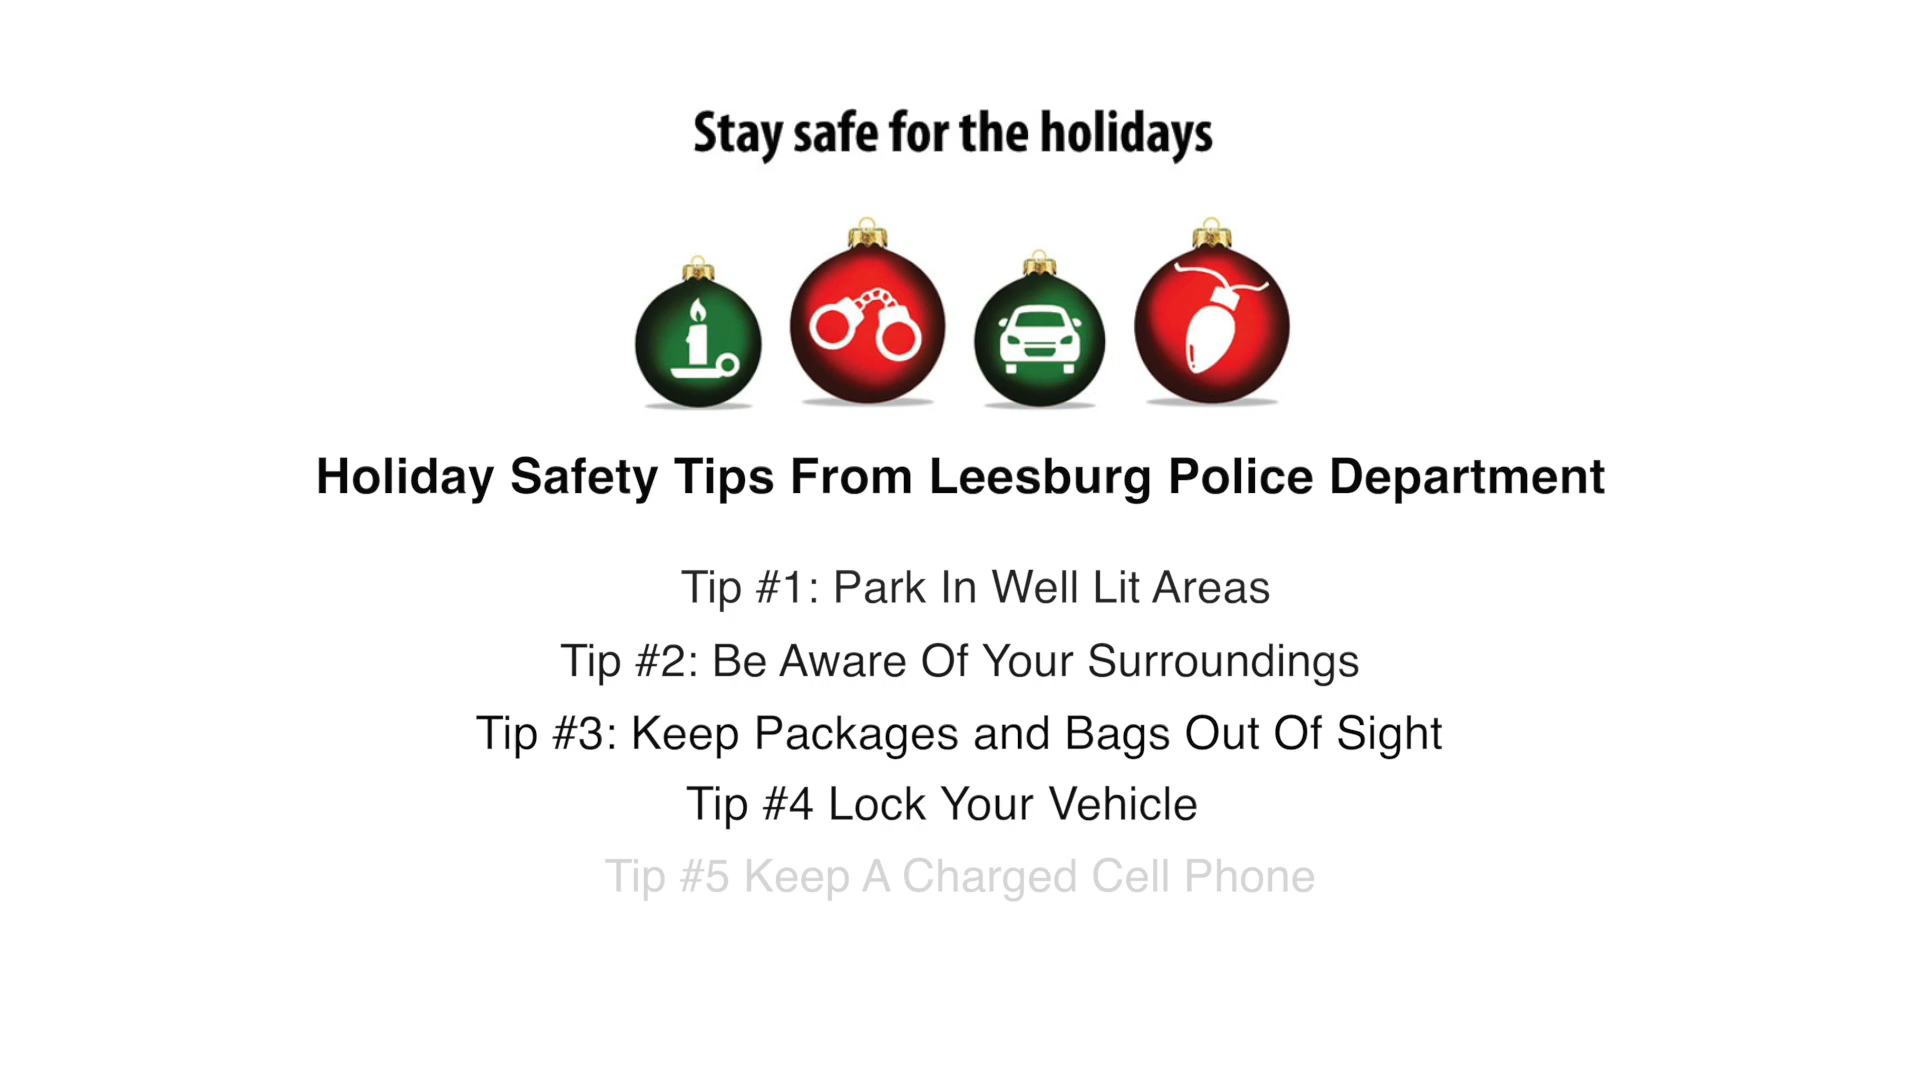 Stay safe for the holidays
Holiday Safety Tips From Leesburg Police Department
Tip #1: Park In Well Lit Areas
Tip #2: Be Aware Of Your Surroundings
Tip #3: Keep Packages and Bags Out Of Sight
Tip #4 Lock Your Vehicle
Tip #5 Keep A Charged Cell Phone